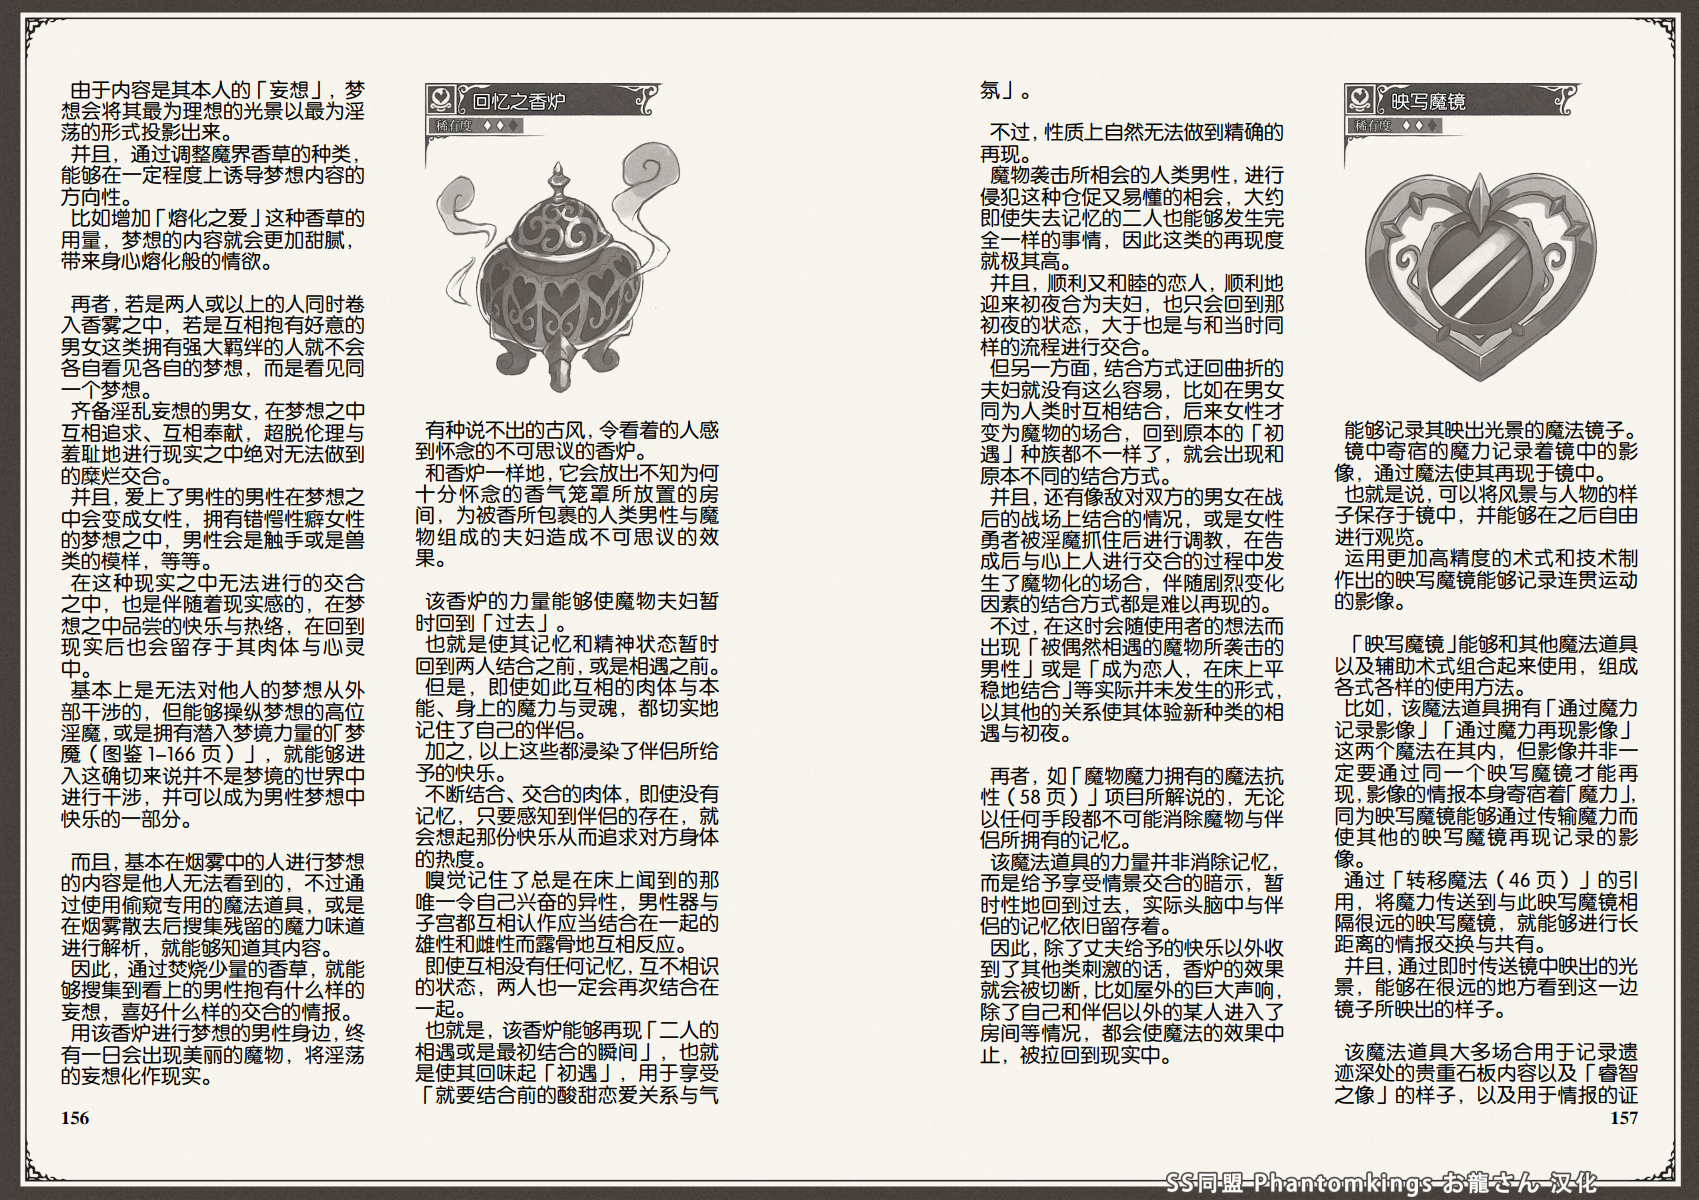 由于内容是其本人的「妄想」，梦
想会将其最为理想的光景以最为淫
荡的形式投影出来。
并且，通过调整魔界香草的种类，
能够在一定程度上诱导梦想内容的
方向性。
比如增加「熔化之爱」这种香草的
用量，梦想的内容就会更加甜腻，
带来身心熔化般的情欲。
再者，若是两人或以上的人同时卷
入香雾之中，若是互相抱有好意的
男女这类拥有强大羁绊的人就不会
各自看见各自的梦想，而是看见同
一个梦想。
齐备淫乱妄想的男女，在梦想之中
互相追求、互相奉献，超脱伦理与
羞耻地进行现实之中绝对无法做到
的糜烂交合。
并且，爱上了男性的男性在梦想之
中会变成女性，拥有错愕性癖女性
的梦想之中，男性会是触手或是兽
类的模样，等等。
在这种现实之中无法进行的交合
之中，也是伴随着现实感的，在梦
想之中品尝的快乐与热络，在回到
现实后也会留存于其肉体与心灵
中。
基本上是无法对他人的梦想从外
部干涉的，但能够操纵梦想的高位
淫魔，或是拥有潜入梦境力量的「梦
魇（图鉴1-166页）」，就能够进
入这确切来说并不是梦境的世界中
进行干涉，并可以成为男性梦想中
快乐的一部分。
而且，基本在烟雾中的人进行梦想
的内容是他人无法看到的，不过通
过使用偷窥专用的魔法道具，或是
在烟雾散去后搜集残留的魔力味道
进行解析，就能够知道其内容。
因此，通过焚烧少量的香草，就能
够搜集到看上的男性抱有什么样的
妄想，喜好什么样的交合的情报。
用该香炉进行梦想的男性身边，终
有一日会出现美丽的魔物，将淫荡
的妄想化作现实。
156
回忆之香炉
稀有度
有种说不出的古风，令看着的人感
到怀念的不可思议的香炉。
和香炉一样地，它会放出不知为何
十分怀念的香气笼罩所放置的房
间，为被香所包裹的人类男性与魔
物组成的夫妇造成不可思议的效
果。
该香炉的力量能够使魔物夫妇暂
时回到「过去」。
也就是使其记忆和精神状态暂时
回到两人结合之前，或是相遇之前。
但是，即使如此互相的肉体与本
能、身上的魔力与灵魂，都切实地
记住了自己的伴侣。
加之，以上这些都浸染了伴侣所给
予的快乐。
不断结合、交合的肉体，即使没有
记忆，只要感知到伴侣的存在，就
会想起那份快乐从而追求对方身体
的热度。
嗅觉记住了总是在床上闻到的那
唯一令自己兴奋的异性，男性器与
子宫都互相认作应当结合在一起的
雄性和雌性而露骨地互相反应。
即使互相没有任何记忆，互不相识
的状态，两人也一定会再次结合在
一起。
也就是，该香炉能够再现「二人的
相遇或是最初结合的瞬间」，也就
是使其回味起「初遇」，用于享受
「就要结合前的酸甜恋爱关系与气
氛」。
不过，性质上自然无法做到精确的
再现。
魔物袭击所相会的人类男性，进行
侵犯这种仓促又易懂的相会，大约
即使失去记忆的二人也能够发生完
全一样的事情，因此这类的再现度
就极其高。
并且，顺利又和睦的恋人，顺利地
迎来初夜合为夫妇，也只会回到那
初夜的状态，大于也是与和当时同
样的流程进行交合。
但另一方面，结合方式迂回曲折的
夫妇就没有这么容易，比如在男女
同为人类时互相结合，后来女性才
变为魔物的场合，回到原本的「初
遇」种族都不一样了，就会出现和
原本不同的结合方式。
并且，还有像敌对双方的男女在战
后的战场上结合的情况，或是女性
勇者被淫魔抓住后进行调教，在告
成后与心上人进行交合的过程中发
生了魔物化的场合，伴随剧烈变化
因素的结合方式都是难以再现的。
不过，在这时会随使用者的想法而
出现「被偶然相遇的魔物所袭击的
男性」或是「成为恋人，在床上平
稳地结合」等实际并未发生的形式，
以其他的关系使其体验新种类的相
遇与初夜。
再者，如「魔物魔力拥有的魔法抗
性（58页）」项目所解说的，无论
以任何手段都不可能消除魔物与伴
侣所拥有的记忆。
该魔法道具的力量并非消除记忆，
而是给予享受情景交合的暗示，暂
时性地回到过去，实际头脑中与伴
侣的记忆依旧留存着。
因此，除了丈夫给予的快乐以外收
到了其他类刺激的话，香炉的效果
就会被切断，比如屋外的巨大声响，
除了自己和伴侣以外的某人进入了
房间等情况，都会使魔法的效果中
止，被拉回到现实中。
映写魔镜
稀有度
能够记录其映出光景的魔法镜子。
镜中寄宿的魔力记录着镜中的影
像，通过魔法使其再现于镜中。
也就是说，可以将风景与人物的样
子保存于镜中，并能够在之后自由
进行观览。
运用更加高精度的术式和技术制
作出的映写魔镜能够记录连贯运动
的影像。
「映写魔镜」能够和其他魔法道具
以及辅助术式组合起来使用，组成
各式各样的使用方法。
比如，该魔法道具拥有「通过魔力
记录影像」「通过魔力再现影像」
这两个魔法在其内，但影像并非一
定要通过同一个映写魔镜才能再
现，影像的情报本身寄宿着「魔力」，
同为映写魔镜能够通过传输魔力而
使其他的映写魔镜再现记录的影
像。
通过「转移魔法（46页）」的引
用，将魔力传送到与此映写魔镜相
隔很远的映写魔镜，就能够进行长
距离的情报交换与共有。
并且，通过即时传送镜中映出的光
景，能够在很远的地方看到这一边
镜子所映出的样子。
该魔法道具大多场合用于记录遗
迹深处的贵重石板内容以及「睿智
之像」的样子，以及用于情报的证
157
SS同盟 Phantomkings お龍さん 汉化